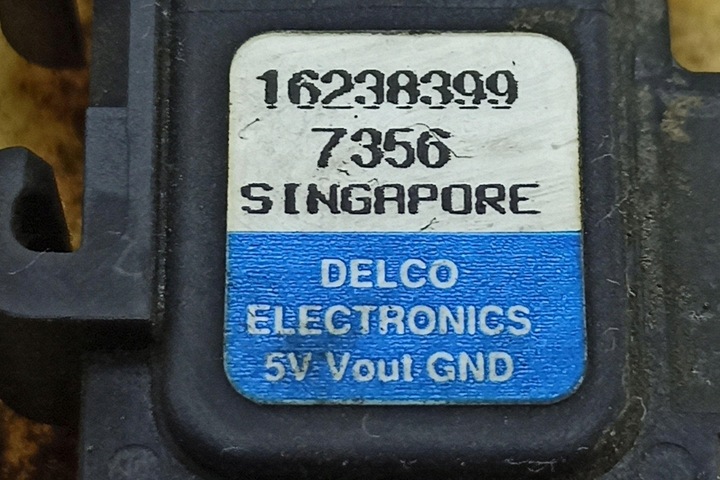 16238399
7356
SINGAPORE
DELCO
ELECTRONICS
5V Vout GND